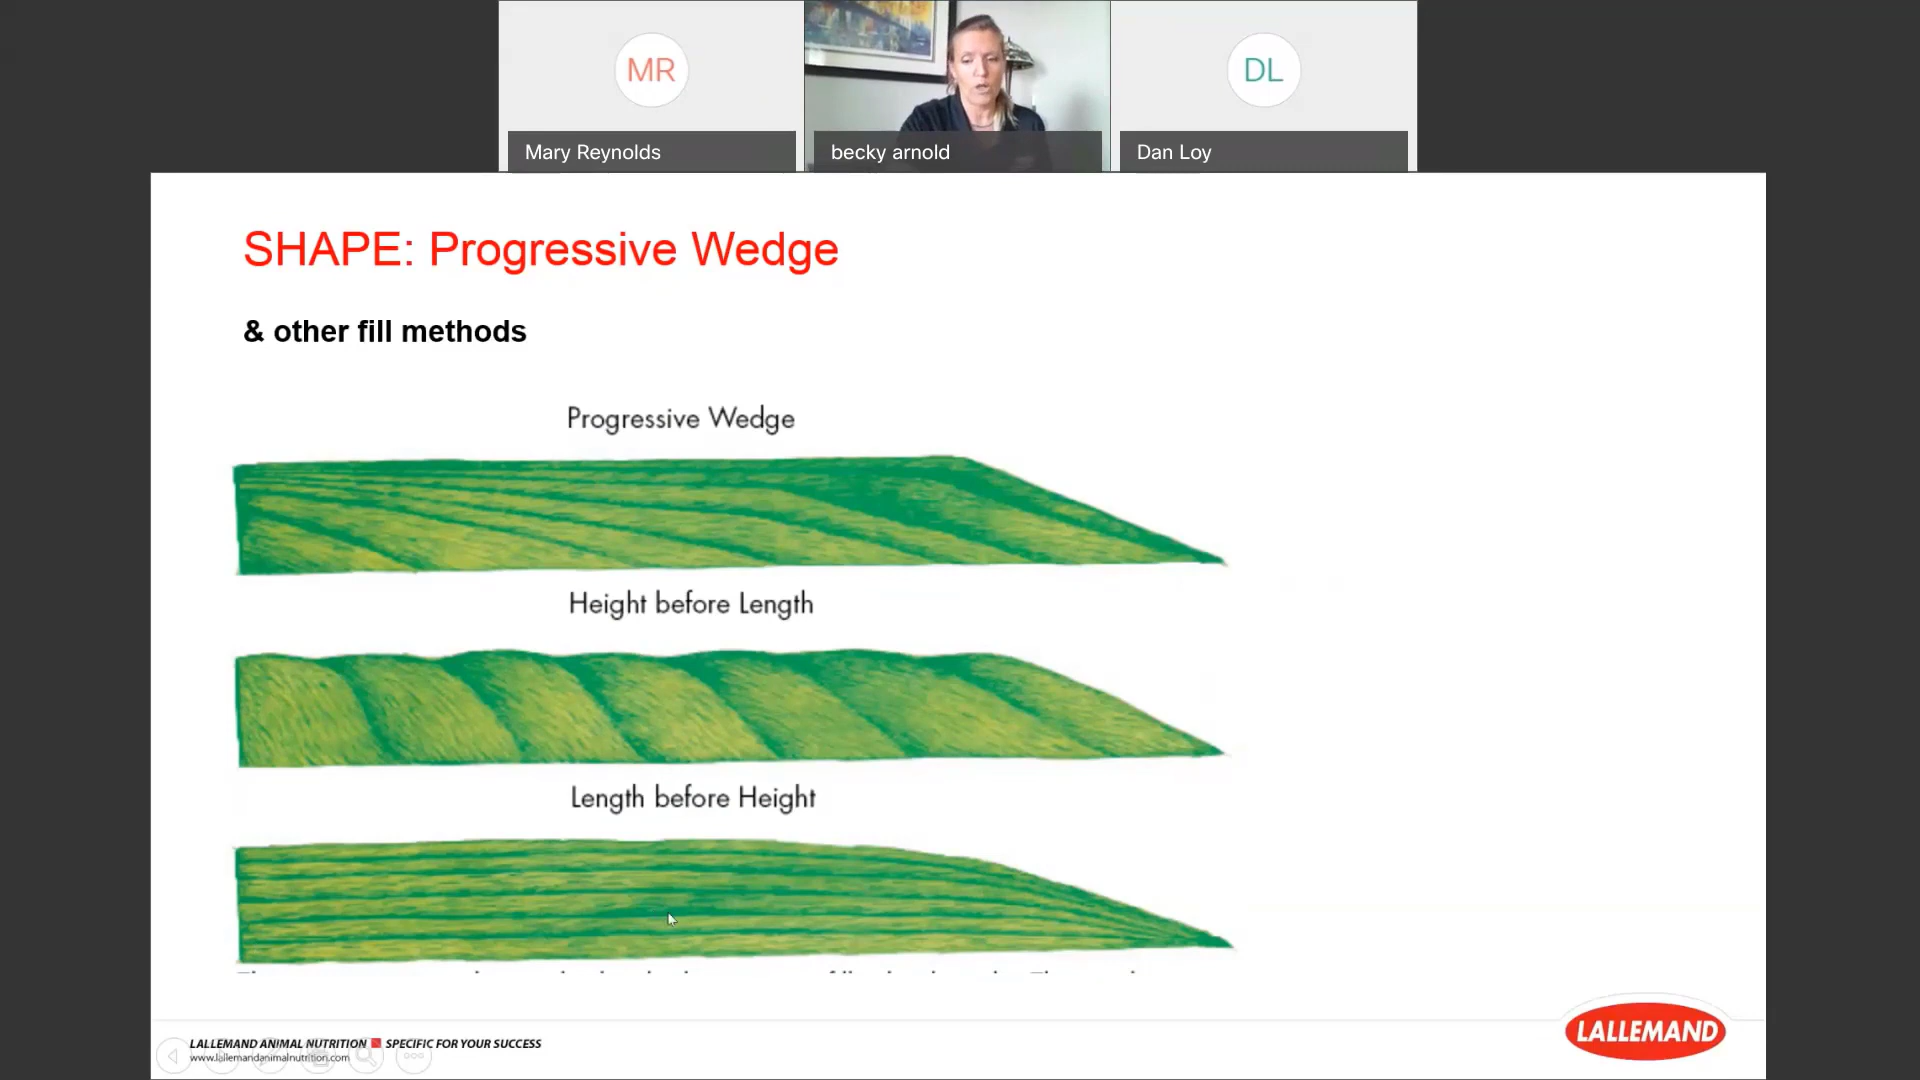 MR
DL
Mary Reynolds
becky arnold
Dan Loy
SHAPE: Progressive Wedge
& other fill methods
Progressive Wedge
Height before Length
Length before Height
LALLEMAND ANIMAL NUTRITION SPECIFIC FOR YOUR SUCCESS
www.lallemandanimalnutrition.com
LALLEMAND